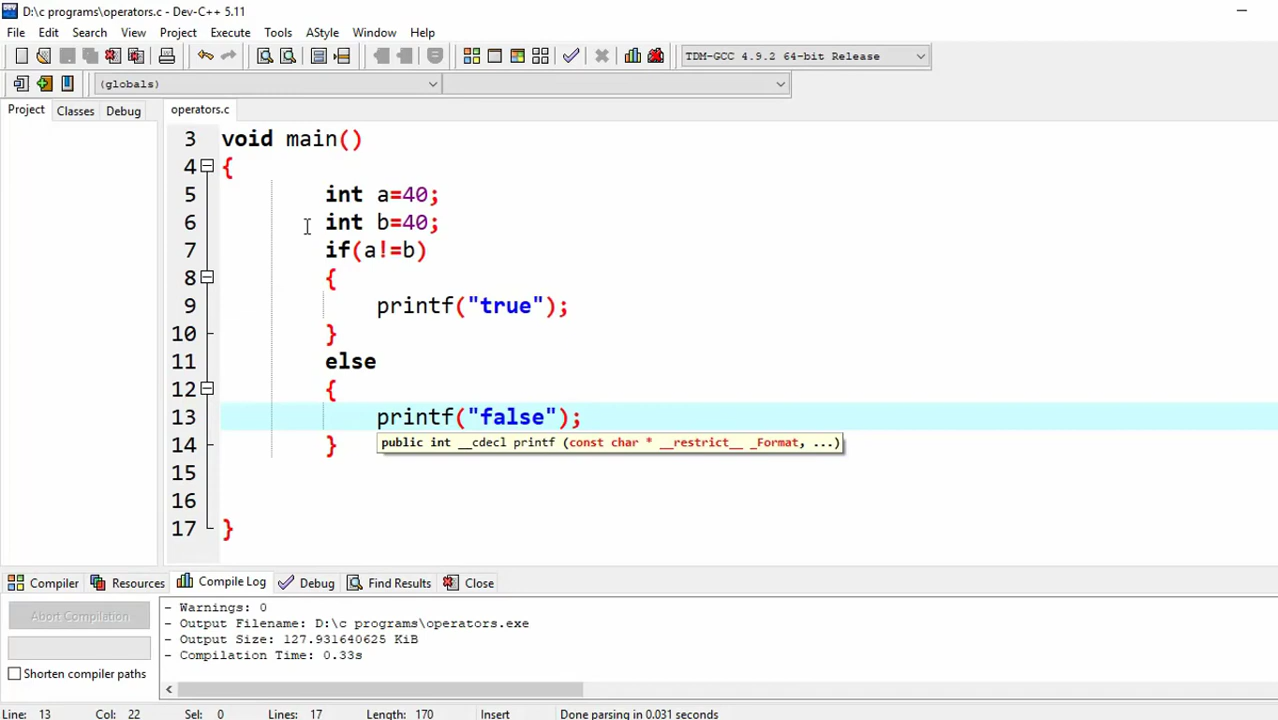 D:\c programs\operators.c - Dev-C++ 5.11
File Edit Search View Project Execute Tools AStyle Window Help
TDM-GCC 4.9.2 64-bit Release
(globals)
Project Classes Debug operators.c
3 void main()
4 {
5 int a=40;
6 int b=40;
7 if(a!=b)
8 {
9 printf("true");
10 }
11 else
12 {
13 printf("false");
public int __cdecl printf (const char * __restrict__ _Format, ...)
14 }
15
16
17 }
Compiler Resources Compile Log Debug Find Results Close
Abort Compilation
Shorten compiler paths
- Warnings: 0
- Output Filename: D:\c programs\operators.exe
- Output Size: 127.931640625 KiB
- Compilation Time: 0.33s
Line: 13 Col: 22 Sel: 0 Lines: 17 Length: 170 Insert Done parsing in 0.031 seconds